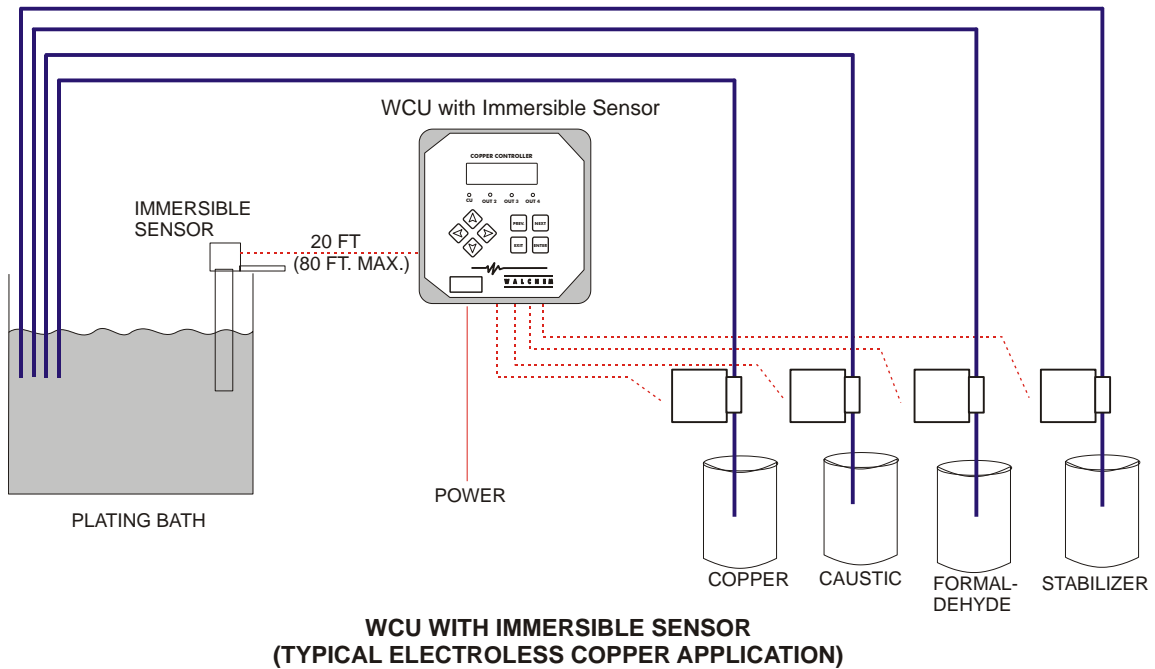 WCU with Immersible Sensor
COPPER CONTROLLER
CU OUT 2 OUT 3 OUT 4
PREV. NEXT
EXIT ENTER
WALCHEM
IMMERSIBLE
SENSOR
20 FT
(80 FT. MAX.)
POWER
PLATING BATH
COPPER
CAUSTIC
FORMAL-
DEHYDE
STABILIZER
WCU WITH IMMERSIBLE SENSOR
(TYPICAL ELECTROLESS COPPER APPLICATION)